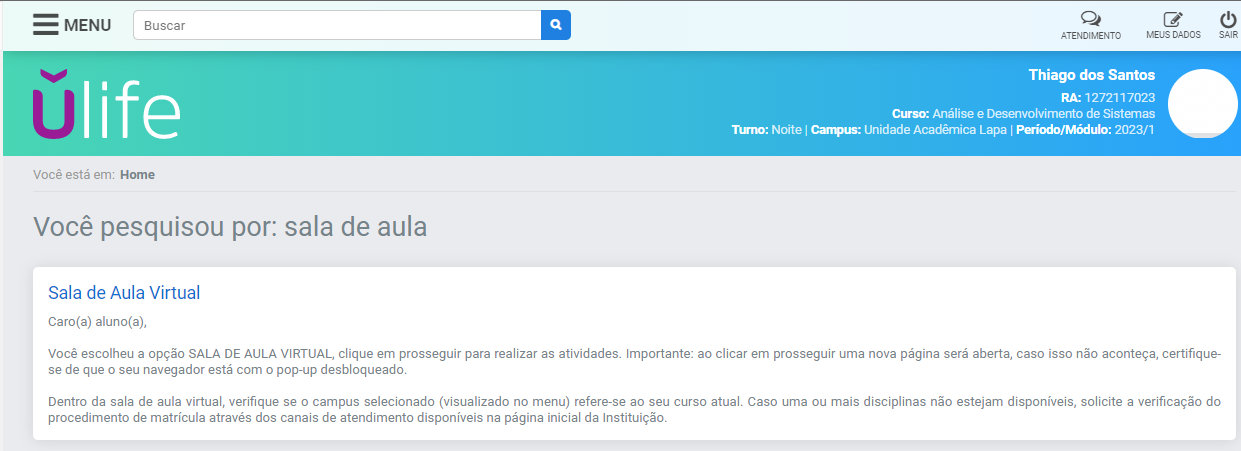 MENU
Buscar
ATENDIMENTO
MEUS DADOS
SAIR
ŭlife
Thiago dos Santos
RA: 1272117023
Curso: Análise e Desenvolvimento de Sistemas
Turno: Noite | Campus: Unidade Acadêmica Lapa | Período/Módulo: 2023/1
Você está em: Home
Você pesquisou por: sala de aula
Sala de Aula Virtual
Caro(a) aluno(a),
Você escolheu a opção SALA DE AULA VIRTUAL, clique em prosseguir para realizar as atividades. Importante: ao clicar em prosseguir uma nova página será aberta, caso isso não aconteça, certifique-
se de que o seu navegador está com o pop-up desbloqueado.
Dentro da sala de aula virtual, verifique se o campus selecionado (visualizado no menu) refere-se ao seu curso atual. Caso uma ou mais disciplinas não estejam disponíveis, solicite a verificação do
procedimento de matrícula através dos canais de atendimento disponíveis na página inicial da Instituição.